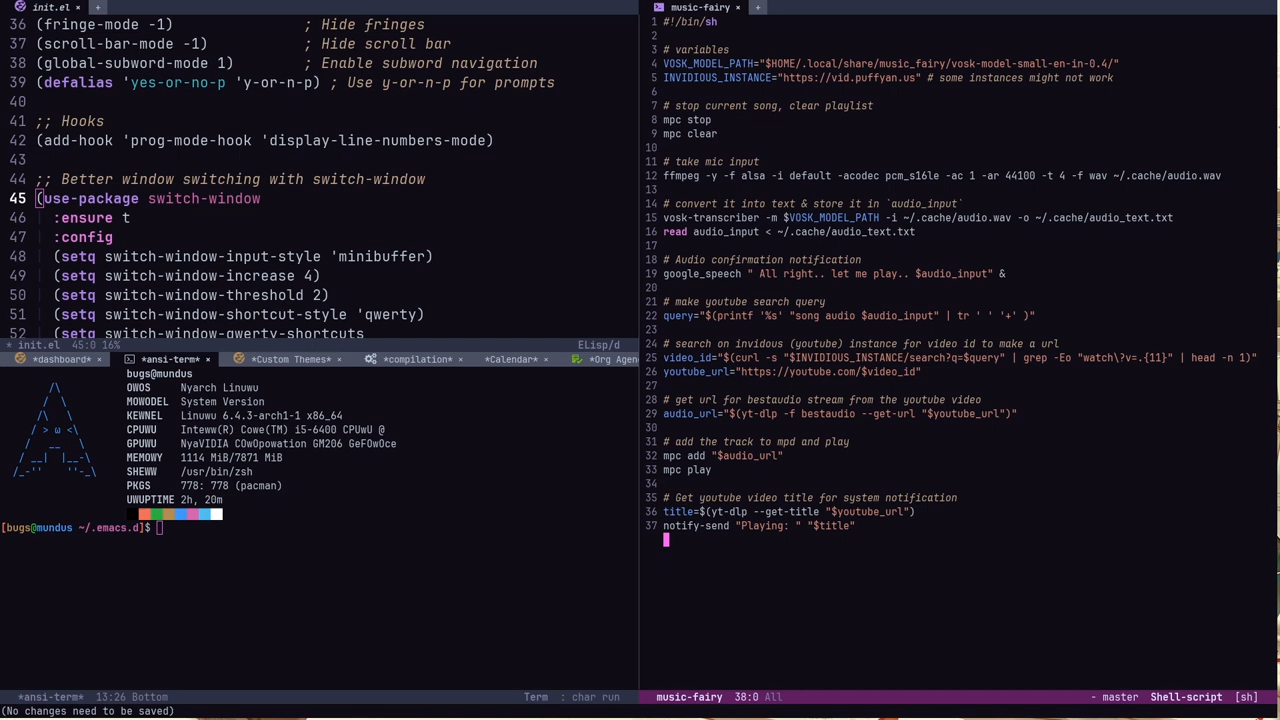 init.el × +
36 (fringe-mode -1) ; Hide fringes
37 (scroll-bar-mode -1) ; Hide scroll bar
38 (global-subword-mode 1) ; Enable subword navigation
39 (defalias 'yes-or-no-p 'y-or-n-p) ; Use y-or-n-p for prompts
40
41 ;; Hooks
42 (add-hook 'prog-mode-hook 'display-line-numbers-mode)
43
44 ;; Better window switching with switch-window
45 (use-package switch-window
46 :ensure t
47 :config
48 (setq switch-window-input-style 'minibuffer)
49 (setq switch-window-increase 4)
50 (setq switch-window-threshold 2)
51 (setq switch-window-shortcut-style 'qwerty)
52 (setq switch-window-qwerty-shortcuts
* init.el 45:0 16% ELisp/d
*dashboard* × *ansi-term* × *Custom Themes* × *compilation* × *Calendar* × *Org Agen
bugs@mundus
OWOS Nyarch Linuwu
MOWODEL System Version
KEWNEL Linuwu 6.4.3-arch1-1 x86_64
CPUWU Inteww(R) Cowe(TM) i5-6400 CPUwU @
GPUWU NyaVIDIA COwOpowation GM206 GeFOwOce
MEMOWY 1114 MiB/7871 MiB
SHEWW /usr/bin/zsh
PKGS 778: 778 (pacman)
UWUPTIME 2h, 20m
/\
/  \
/\   \
/ > ω <\
/   __   \
/ __|  |__-\
/_-''    ''-_\
[bugs@mundus ~/.emacs.d]$
*ansi-term* 13:26 Bottom Term : char run
(No changes need to be saved)
music-fairy × +
1 #!/bin/sh
2
3 # variables
4 VOSK_MODEL_PATH="$HOME/.local/share/music_fairy/vosk-model-small-en-in-0.4/"
5 INVIDIOUS_INSTANCE="https://vid.puffyan.us" # some instances might not work
6
7 # stop current song, clear playlist
8 mpc stop
9 mpc clear
10
11 # take mic input
12 ffmpeg -y -f alsa -i default -acodec pcm_s16le -ac 1 -ar 44100 -t 4 -f wav ~/.cache/audio.wav
13
14 # convert it into text & store it in `audio_input`
15 vosk-transcriber -m $VOSK_MODEL_PATH -i ~/.cache/audio.wav -o ~/.cache/audio_text.txt
16 read audio_input < ~/.cache/audio_text.txt
17
18 # Audio confirmation notification
19 google_speech " All right.. let me play.. $audio_input" &
20
21 # make youtube search query
22 query="$(printf '%s' "song audio $audio_input" | tr ' ' '+' )"
23
24 # search on invidous (youtube) instance for video id to make a url
25 video_id="$(curl -s "$INVIDIOUS_INSTANCE/search?q=$query" | grep -Eo "watch\?v=.{11}" | head -n 1)"
26 youtube_url="https://youtube.com/$video_id"
27
28 # get url for bestaudio stream from the youtube video
29 audio_url="$(yt-dlp -f bestaudio --get-url "$youtube_url")"
30
31 # add the track to mpd and play
32 mpc add "$audio_url"
33 mpc play
34
35 # Get youtube video title for system notification
36 title=$(yt-dlp --get-title "$youtube_url")
37 notify-send "Playing: " "$title"
music-fairy 38:0 All - master Shell-script [sh]